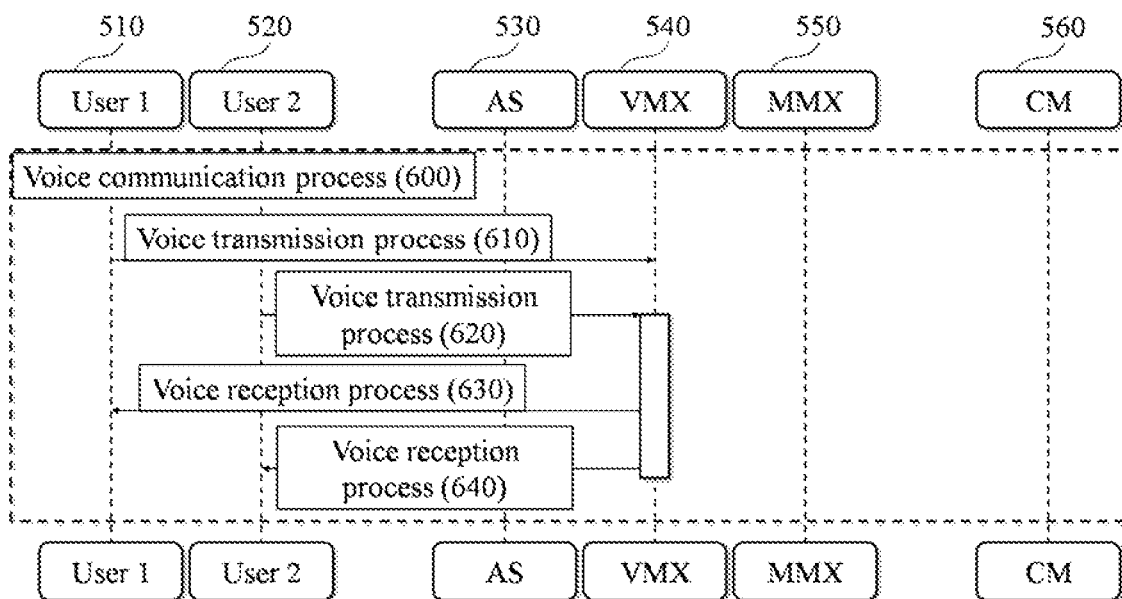 510 520 530 540 550 560
User 1 User 2 AS VMX MMX CM
Voice communication process (600)
Voice transmission process (610)
Voice transmission
process (620)
Voice reception process (630)
Voice reception
process (640)
User 1 User 2 AS VMX MMX CM